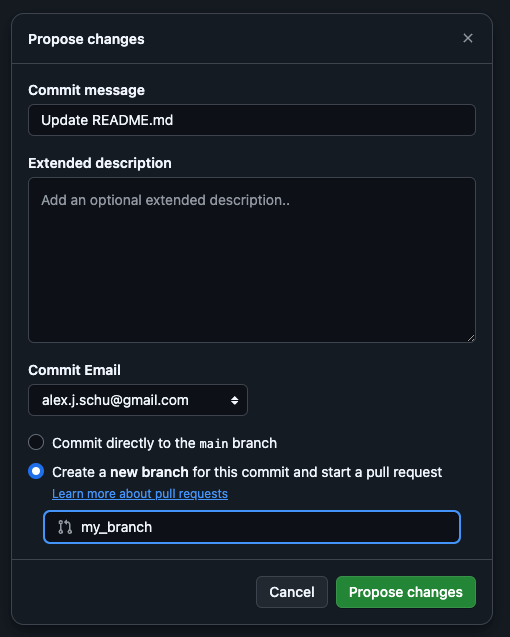 Propose changes
Commit message
Update README.md
Extended description
Add an optional extended description..
Commit Email
alex.j.schu@gmail.com
Commit directly to the main branch
Create a new branch for this commit and start a pull request
Learn more about pull requests
my_branch
Cancel
Propose changes